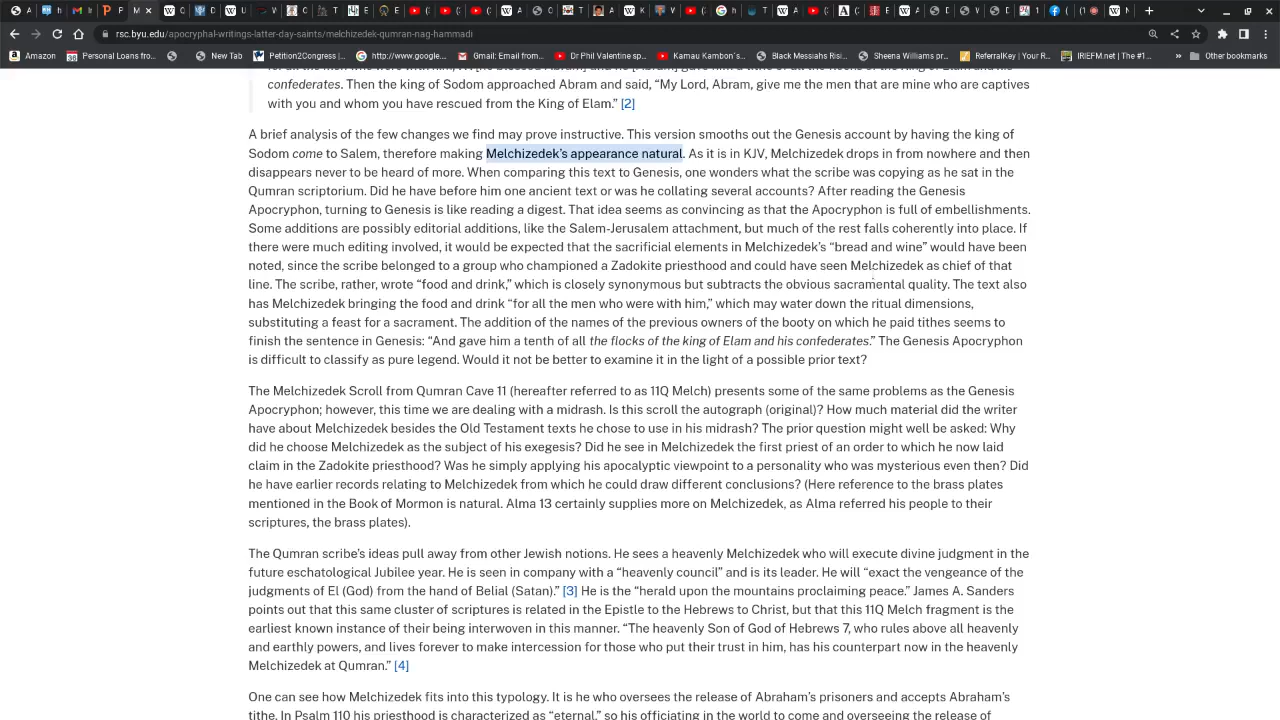 rsc.byu.edu/apocryphal-writings-latter-day-saints/melchizedek-qumran-nag-hammadi
Amazon
Personal Loans from...
New Tab
Petition2Congress |...
http://www.google...
Gmail: Email from...
Dr Phil Valentine sp...
Kamau Kambon's...
Black Messiahs Risi...
Sheena Williams pr...
ReferralKey | Your R...
IRIEFM.net | The #1...
»
Other bookmarks
confederates. Then the king of Sodom approached Abram and said, “My Lord, Abram, give me the men that are mine who are captives
with you and whom you have rescued from the King of Elam.” [2]
A brief analysis of the few changes we find may prove instructive. This version smooths out the Genesis account by having the king of
Sodom come to Salem, therefore making Melchizedek’s appearance natural. As it is in KJV, Melchizedek drops in from nowhere and then
disappears never to be heard of more. When comparing this text to Genesis, one wonders what the scribe was copying as he sat in the
Qumran scriptorium. Did he have before him one ancient text or was he collating several accounts? After reading the Genesis
Apocryphon, turning to Genesis is like reading a digest. That idea seems as convincing as that the Apocryphon is full of embellishments.
Some additions are possibly editorial additions, like the Salem-Jerusalem attachment, but much of the rest falls coherently into place. If
there were much editing involved, it would be expected that the sacrificial elements in Melchizedek’s “bread and wine” would have been
noted, since the scribe belonged to a group who championed a Zadokite priesthood and could have seen Melchizedek as chief of that
line. The scribe, rather, wrote “food and drink,” which is closely synonymous but subtracts the obvious sacramental quality. The text also
has Melchizedek bringing the food and drink “for all the men who were with him,” which may water down the ritual dimensions,
substituting a feast for a sacrament. The addition of the names of the previous owners of the booty on which he paid tithes seems to
finish the sentence in Genesis: “And gave him a tenth of all the flocks of the king of Elam and his confederates.” The Genesis Apocryphon
is difficult to classify as pure legend. Would it not be better to examine it in the light of a possible prior text?
The Melchizedek Scroll from Qumran Cave 11 (hereafter referred to as 11Q Melch) presents some of the same problems as the Genesis
Apocryphon; however, this time we are dealing with a midrash. Is this scroll the autograph (original)? How much material did the writer
have about Melchizedek besides the Old Testament texts he chose to use in his midrash? The prior question might well be asked: Why
did he choose Melchizedek as the subject of his exegesis? Did he see in Melchizedek the first priest of an order to which he now laid
claim in the Zadokite priesthood? Was he simply applying his apocalyptic viewpoint to a personality who was mysterious even then? Did
he have earlier records relating to Melchizedek from which he could draw different conclusions? (Here reference to the brass plates
mentioned in the Book of Mormon is natural. Alma 13 certainly supplies more on Melchizedek, as Alma referred his people to their
scriptures, the brass plates).
The Qumran scribe’s ideas pull away from other Jewish notions. He sees a heavenly Melchizedek who will execute divine judgment in the
future eschatological Jubilee year. He is seen in company with a “heavenly council” and is its leader. He will “exact the vengeance of the
judgments of El (God) from the hand of Belial (Satan).” [3] He is the “herald upon the mountains proclaiming peace.” James A. Sanders
points out that this same cluster of scriptures is related in the Epistle to the Hebrews to Christ, but that this 11Q Melch fragment is the
earliest known instance of their being interwoven in this manner. “The heavenly Son of God of Hebrews 7, who rules above all heavenly
and earthly powers, and lives forever to make intercession for those who put their trust in him, has his counterpart now in the heavenly
Melchizedek at Qumran.” [4]
One can see how Melchizedek fits into this typology. It is he who oversees the release of Abraham’s prisoners and accepts Abraham’s
tithe. In Psalm 110 his priesthood is characterized as “eternal,” so his officiating in the world to come and overseeing the release of